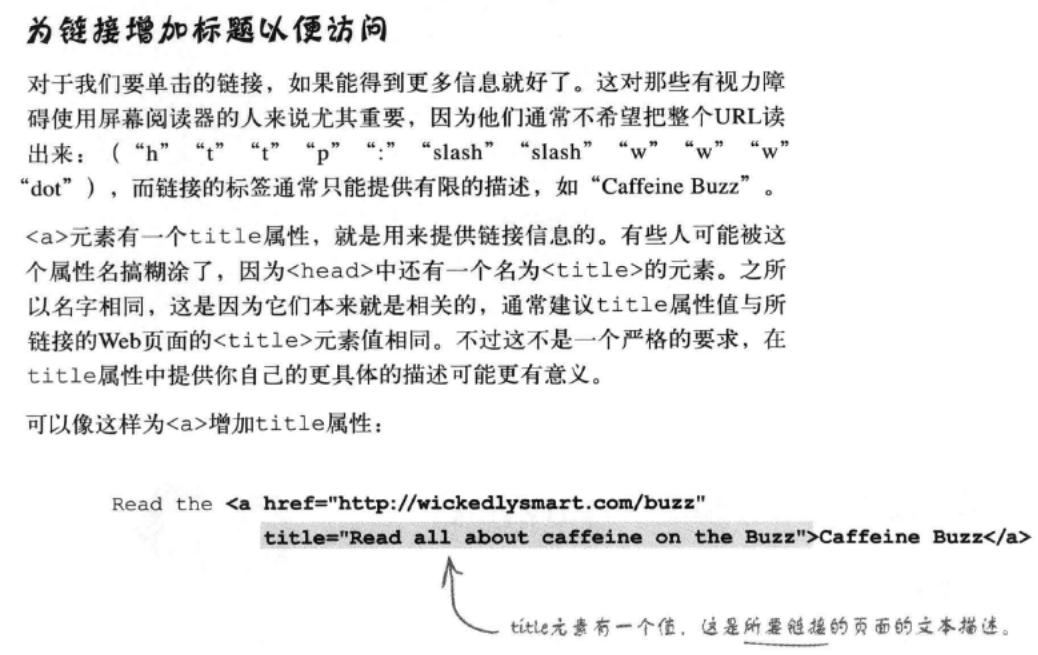 为链接增加标题以便访问
对于我们要单击的链接，如果能得到更多信息就好了。这对那些有视力障
碍使用屏幕阅读器的人来说尤其重要，因为他们通常不希望把整个URL读
出来：（“h” “t” “t” “p” “:” “slash” “slash” “w” “w” “w”
“dot”），而链接的标签通常只能提供有限的描述，如“Caffeine Buzz”。
<a>元素有一个title属性，就是用来提供链接信息的。有些人可能被这
个属性名搞糊涂了，因为<head>中还有一个名为<title>的元素。之所
以名字相同，这是因为它们本来就是相关的，通常建议title属性值与所
链接的Web页面的<title>元素值相同。不过这不是一个严格的要求，在
title属性中提供你自己的更具体的描述可能更有意义。
可以像这样为<a>增加title属性：
Read the <a href="http://wickedlysmart.com/buzz"
title="Read all about caffeine on the Buzz">Caffeine Buzz</a>
title元素有一个值，这是所要链接的页面的文本描述。